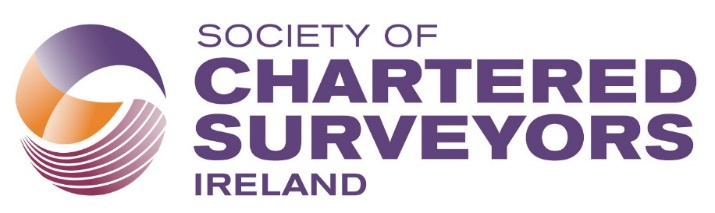 SOCIETY OF
CHARTERED
SURVEYORS
IRELAND